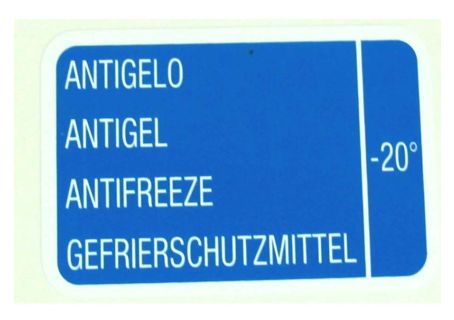 ANTIGELO
ANTIGEL
ANTIFREEZE
GEFRIERSCHUTZMITTEL
-20°